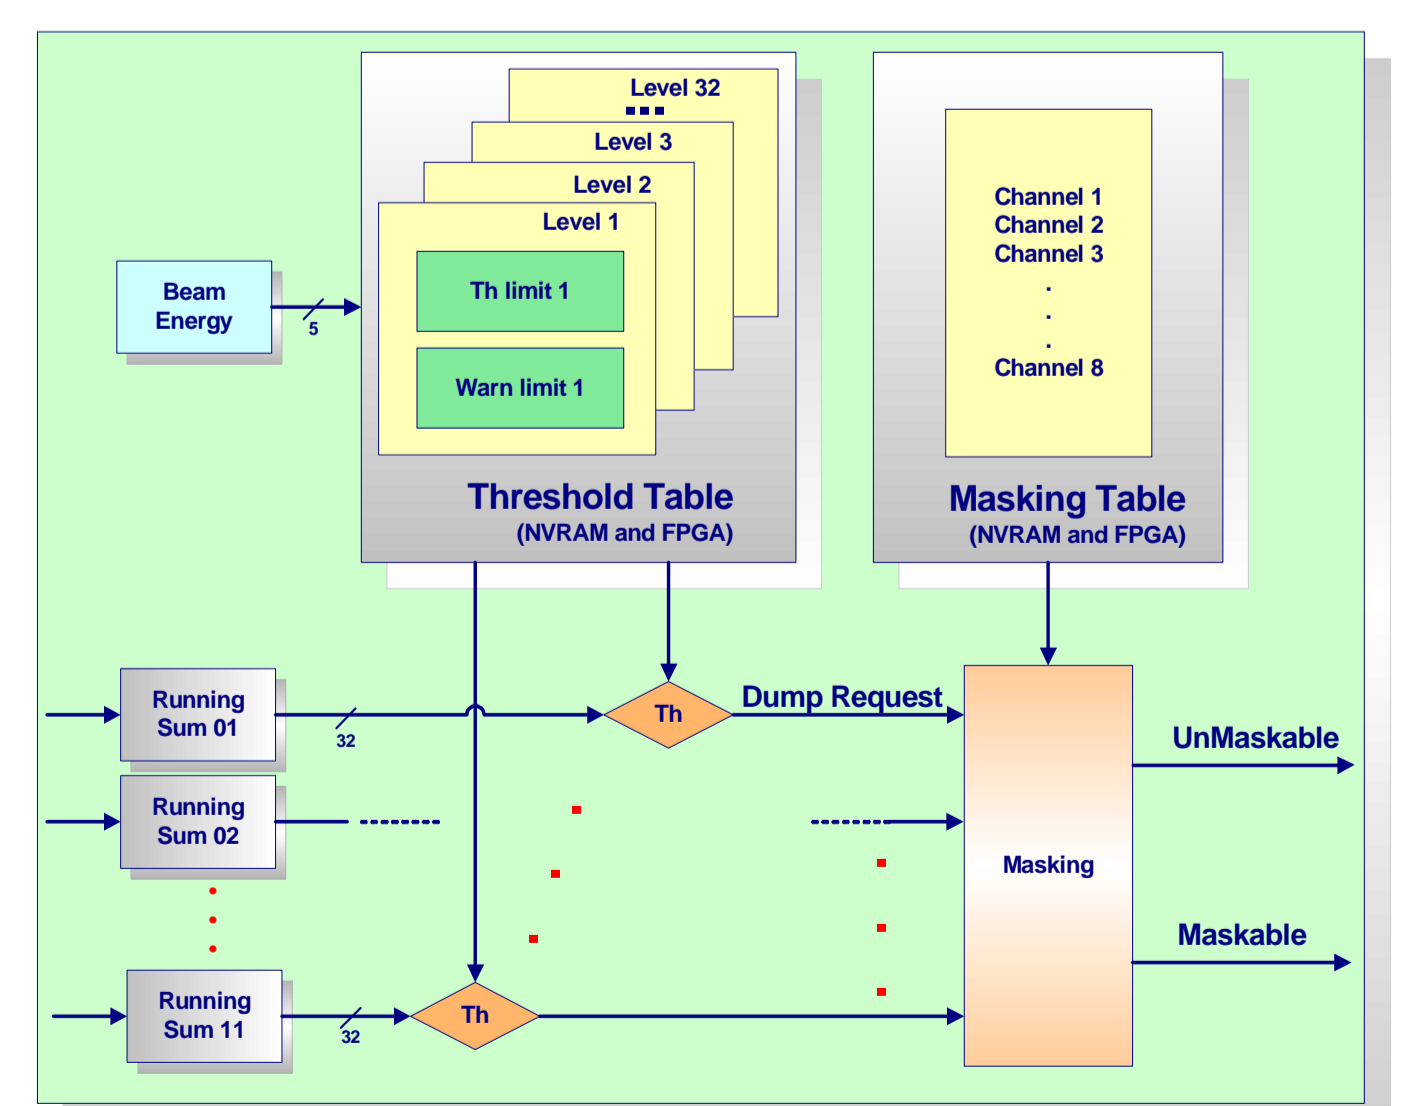 Level 32
Level 3
Level 2
Level 1
Th limit 1
Warn limit 1
Beam
Energy
5
Threshold Table
(NVRAM and FPGA)
Channel 1
Channel 2
Channel 3
.
.
.
Channel 8
Masking Table
(NVRAM and FPGA)
Running
Sum 01
32
Th
Dump Request
Running
Sum 02
Running
Sum 11
32
Th
Masking
UnMaskable
Maskable